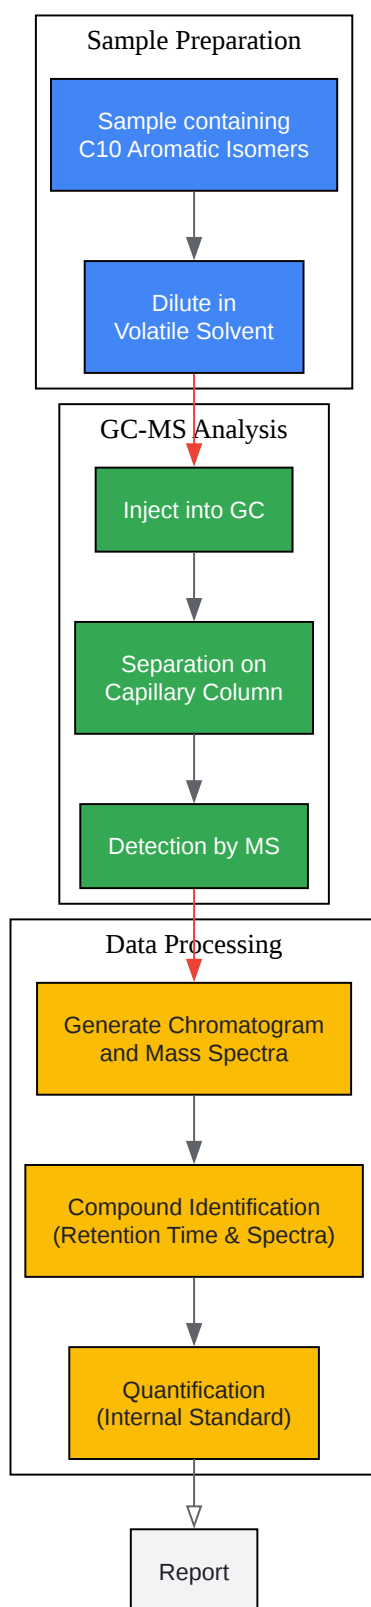 Sample Preparation
Sample containing
C10 Aromatic Isomers
Dilute in
Volatile Solvent
GC-MS Analysis
Inject into GC
Separation on
Capillary Column
Detection by MS
Data Processing
Generate Chromatogram
and Mass Spectra
Compound Identification
(Retention Time & Spectra)
Quantification
(Internal Standard)
Report